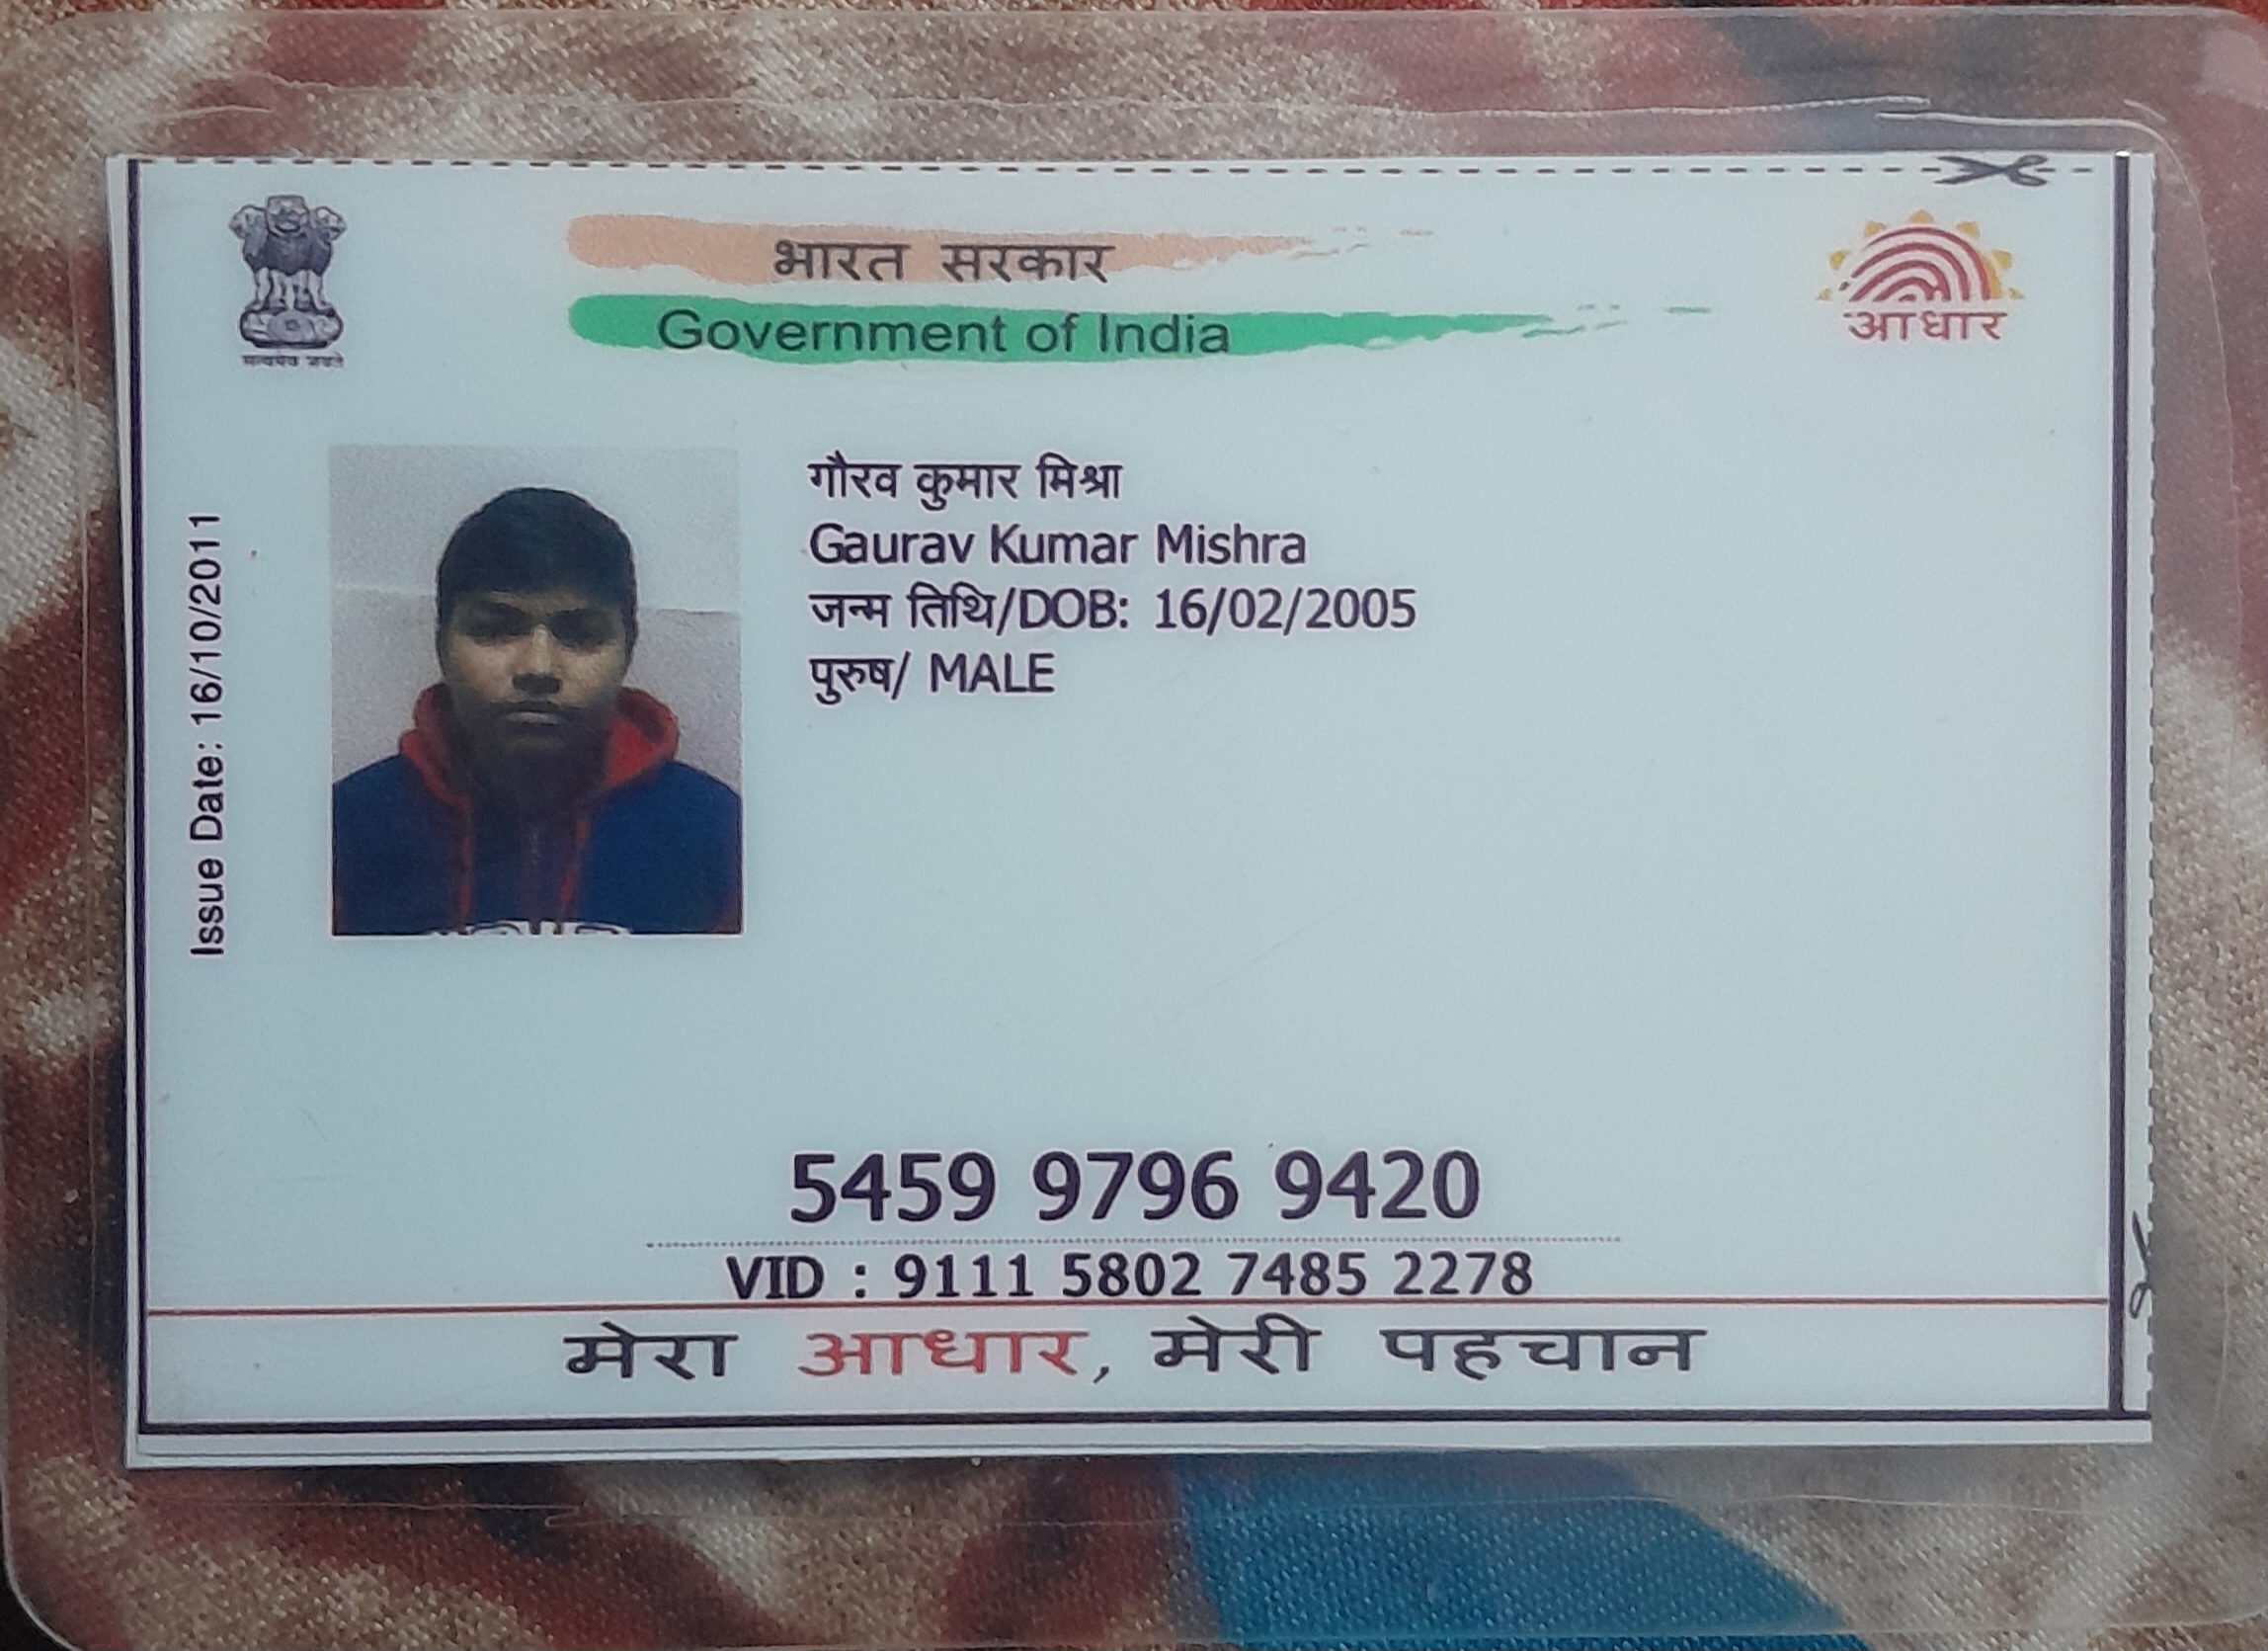 भारत सरकार
Government of India
सत्यमेव जयते
आधार
Issue Date: 16/10/2011
गौरव कुमार मिश्रा
Gaurav Kumar Mishra
जन्म तिथि/DOB: 16/02/2005
पुरुष/ MALE
5459 9796 9420
VID : 9111 5802 7485 2278
मेरा आधार, मेरी पहचान